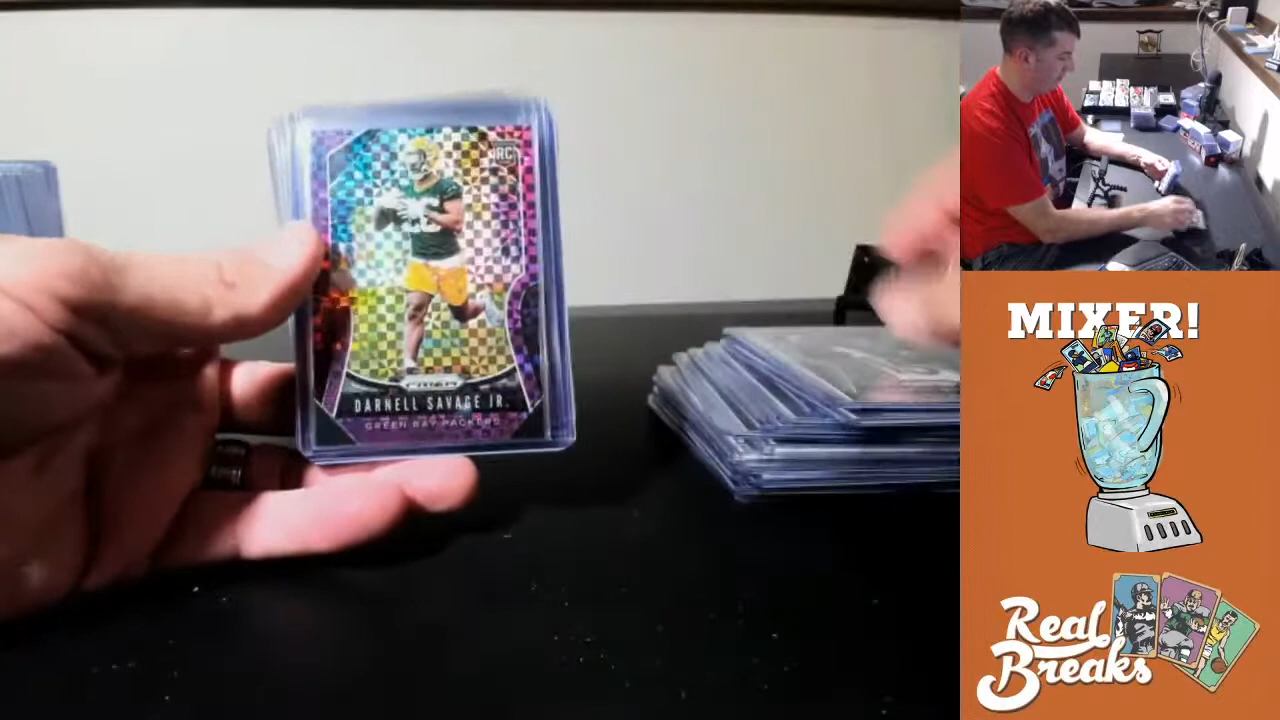 RC
PRIZM
DARNELL SAVAGE JR.
GREEN BAY PACKERS
MIXER!
Real
Breaks